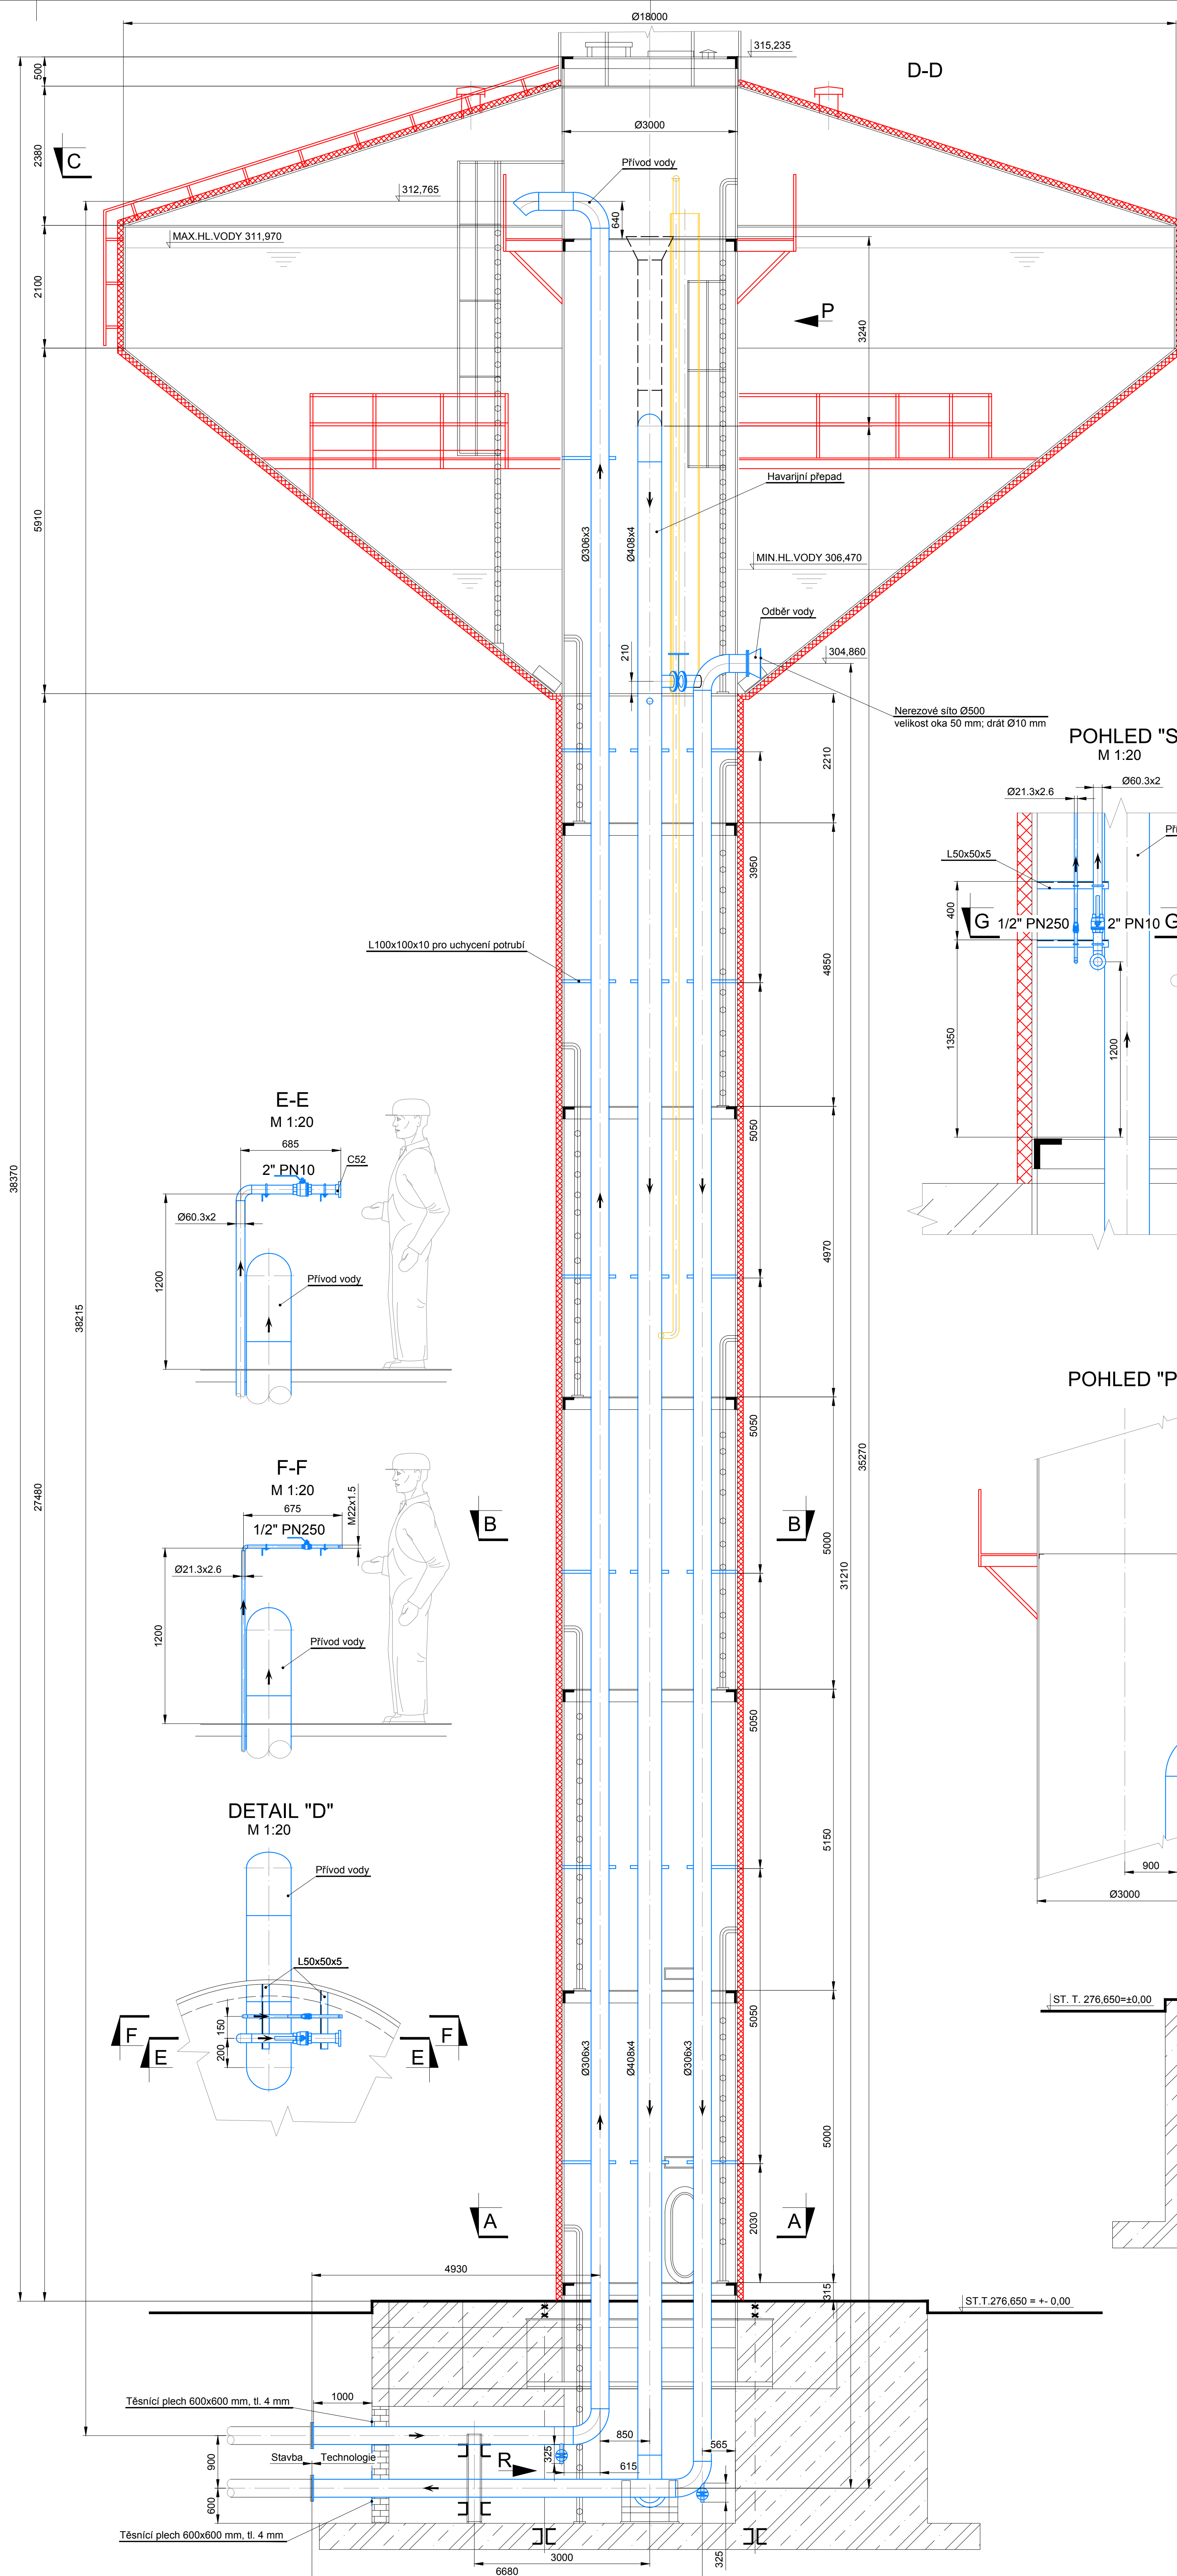 Ø18000
315,235
D-D
500
Ø3000
2380
C
Přívod vody
312,765
640
MAX.HL.VODY 311,970
2100
P
3240
5910
Havarijní přepad
Ø306x3
Ø408x4
MIN.HL.VODY 306,470
Odběr vody
210
304,860
Nerezové síto Ø500
velikost oka 50 mm; drát Ø10 mm
2210
POHLED "S
M 1:20
Ø60.3x2
Ø21.3x2.6
Př
L50x50x5
3950
400
G
1/2" PN250
2" PN10
G
L100x100x10 pro uchycení potrubí
4850
1350
1200
E-E
M 1:20
685
5050
2" PN10
C52
38370
Ø60.3x2
4970
1200
Přívod vody
38215
POHLED "P
5050
35270
F-F
M 1:20
675
M22x1.5
27480
B
B
1/2" PN250
5000
Ø21.3x2.6
31210
1200
Přívod vody
5050
DETAIL "D"
M 1:20
5150
Přívod vody
900
Ø3000
L50x50x5
ST. T. 276,650=±0,00
5050
150
F
F
E
E
200
Ø306x3
Ø408x4
Ø306x3
5000
A
A
2030
4930
315
ST.T.276,650 = +- 0,00
Těsnící plech 600x600 mm, tl. 4 mm
1000
850
565
900
Stavba
Technologie
325
R
615
600
Těsnící plech 600x600 mm, tl. 4 mm
325
3000
6680